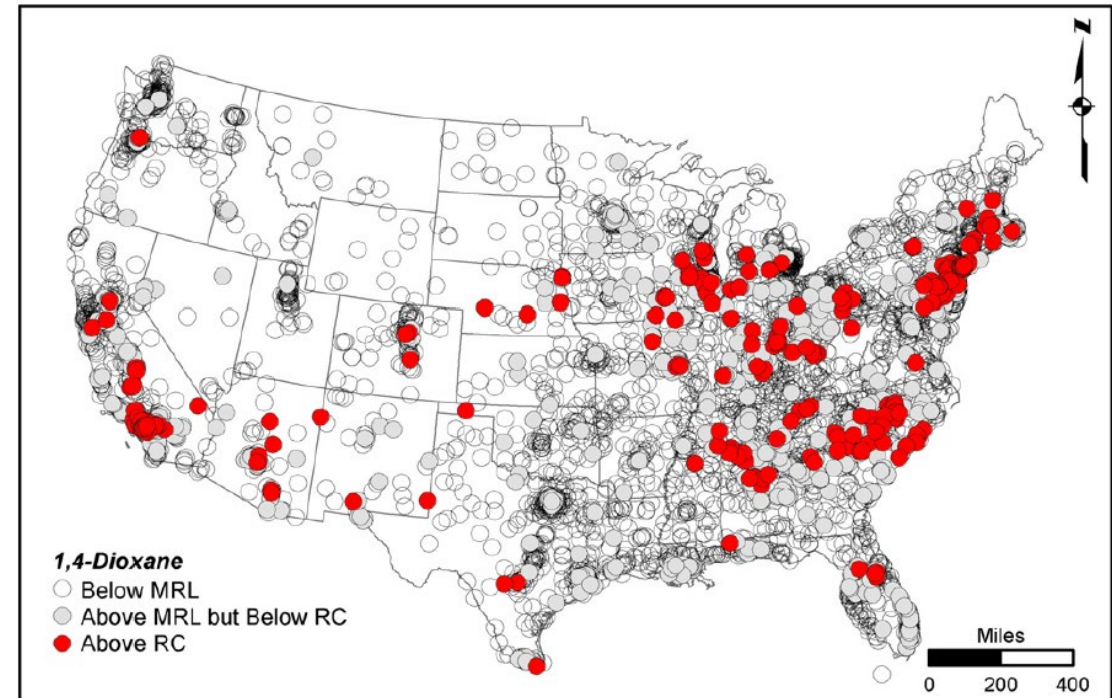 N
1,4-Dioxane
Below MRL
Above MRL but Below RC
Above RC
Miles
0 200 400